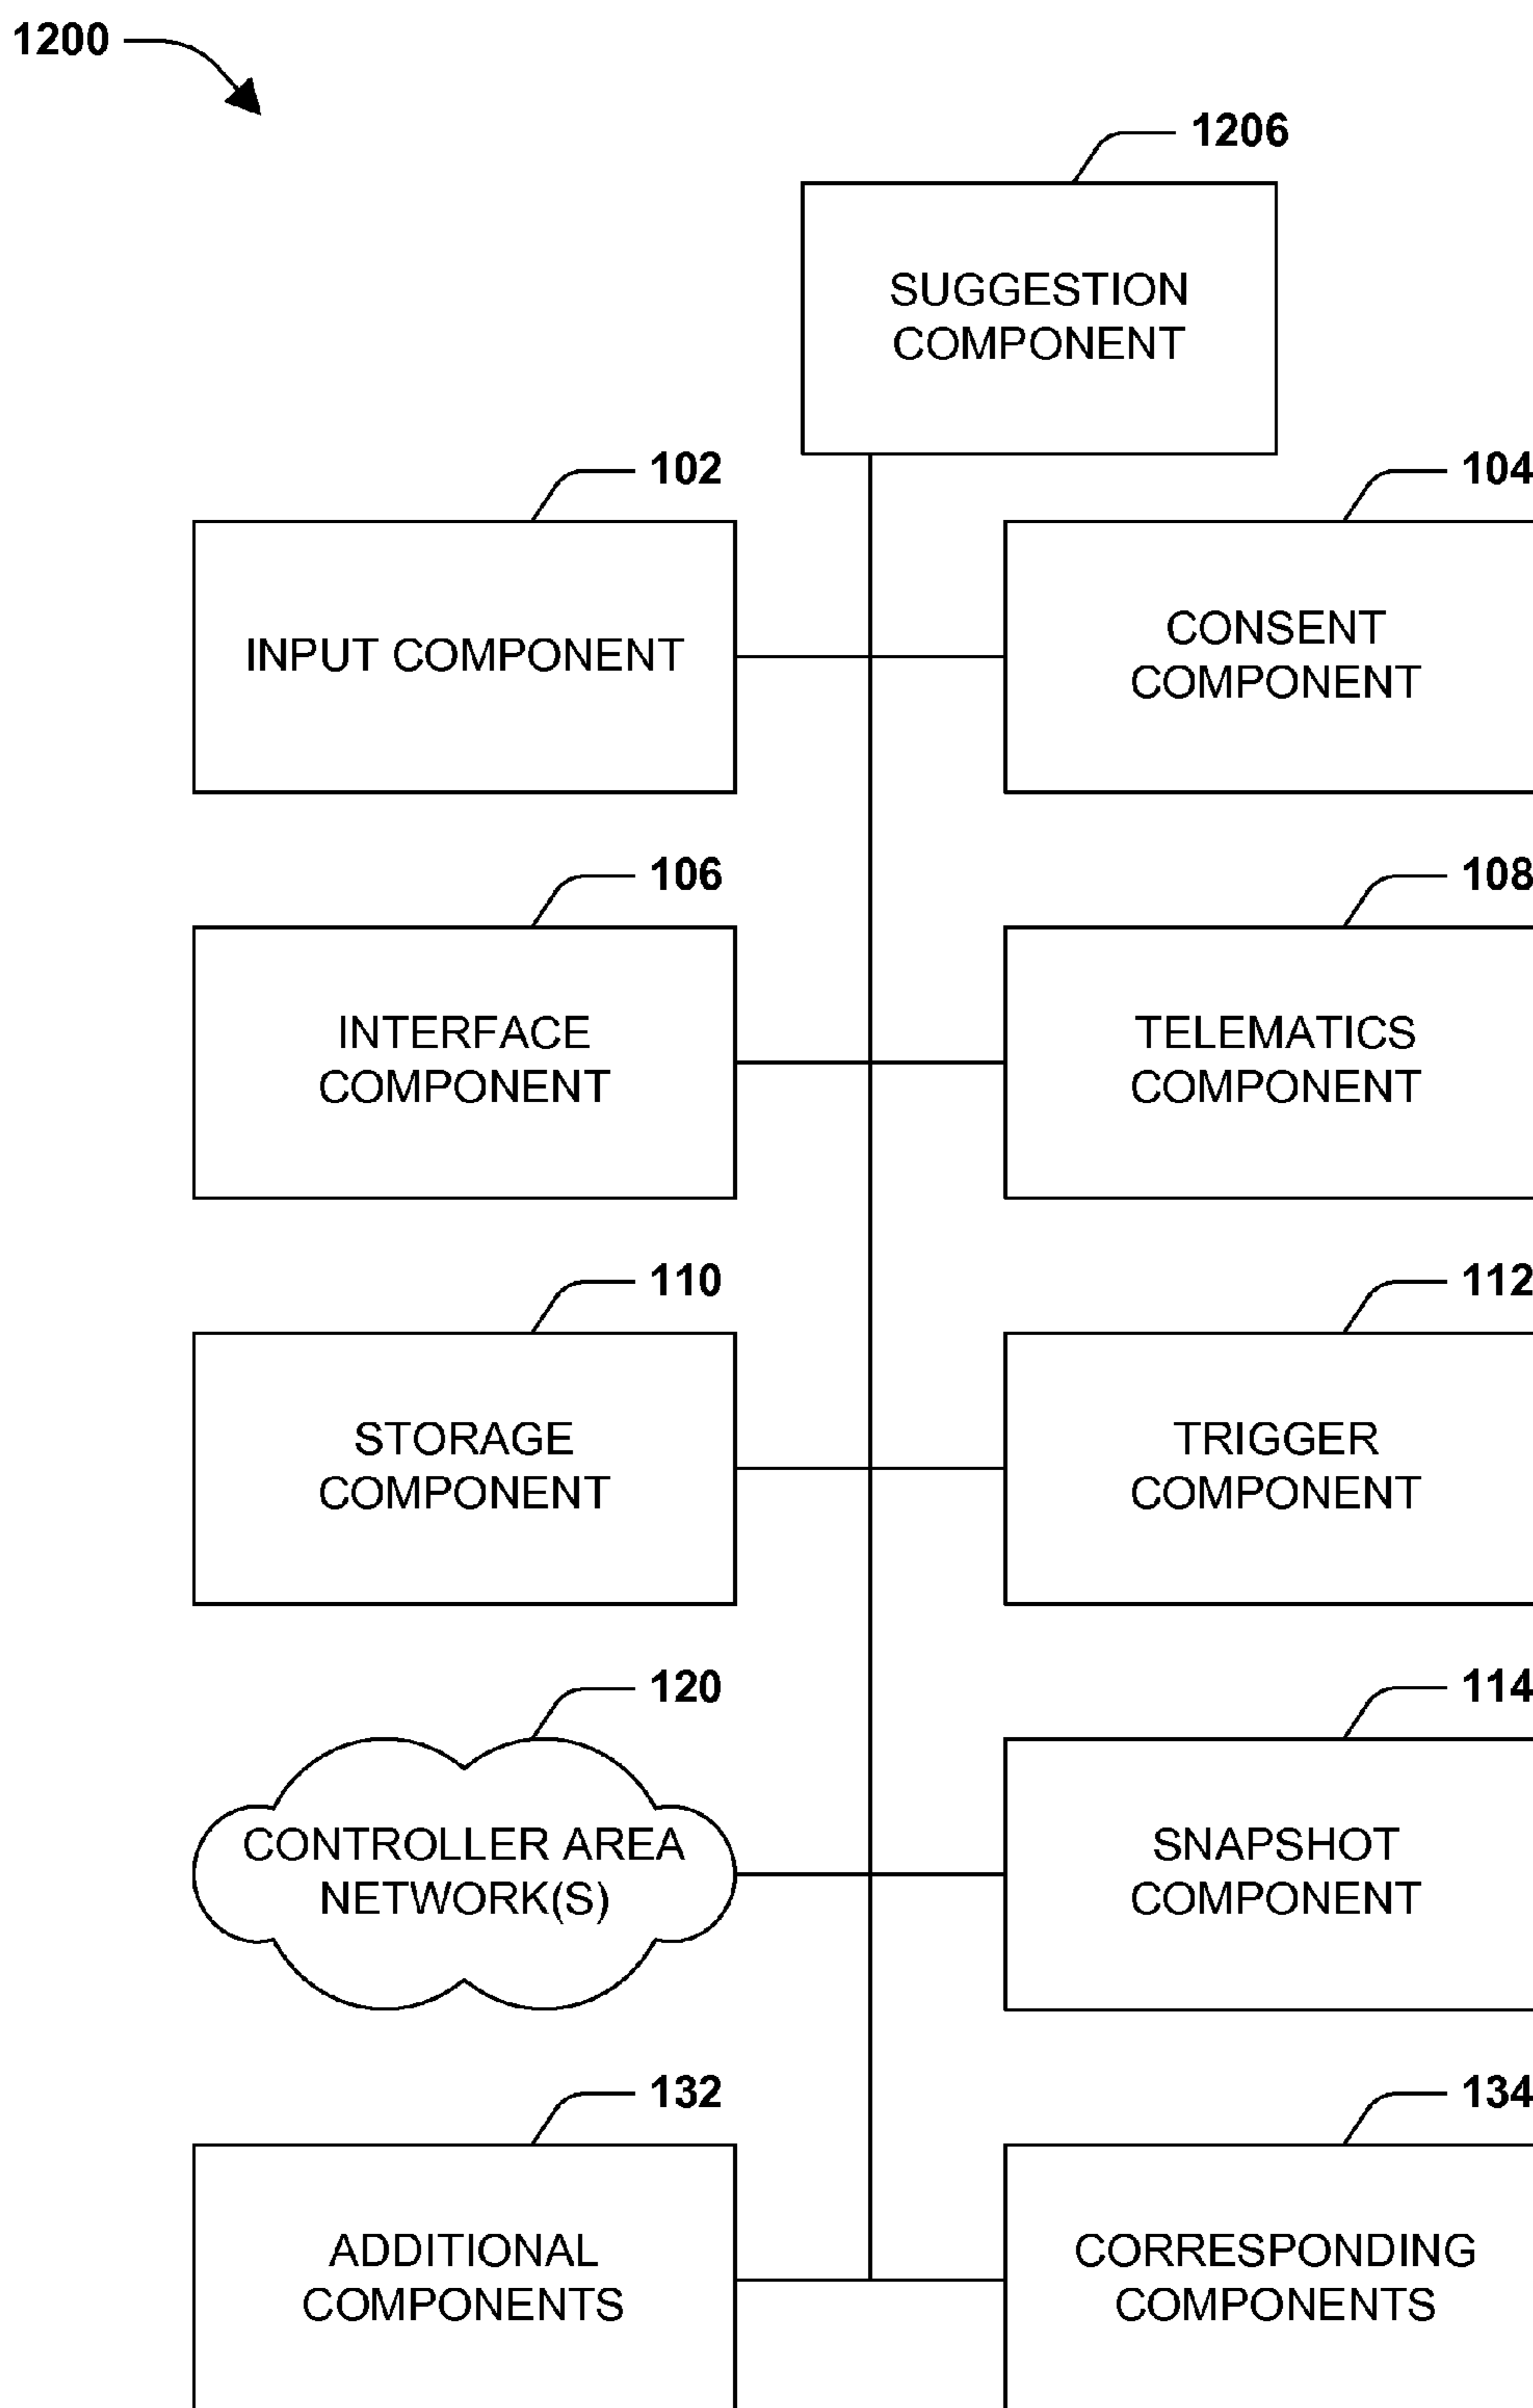 1200
1206
SUGGESTION
COMPONENT
102
INPUT COMPONENT
104
CONSENT
COMPONENT
106
INTERFACE
COMPONENT
108
TELEMATICS
COMPONENT
110
STORAGE
COMPONENT
112
TRIGGER
COMPONENT
120
CONTROLLER AREA
NETWORK(S)
114
SNAPSHOT
COMPONENT
132
ADDITIONAL
COMPONENTS
134
CORRESPONDING
COMPONENTS